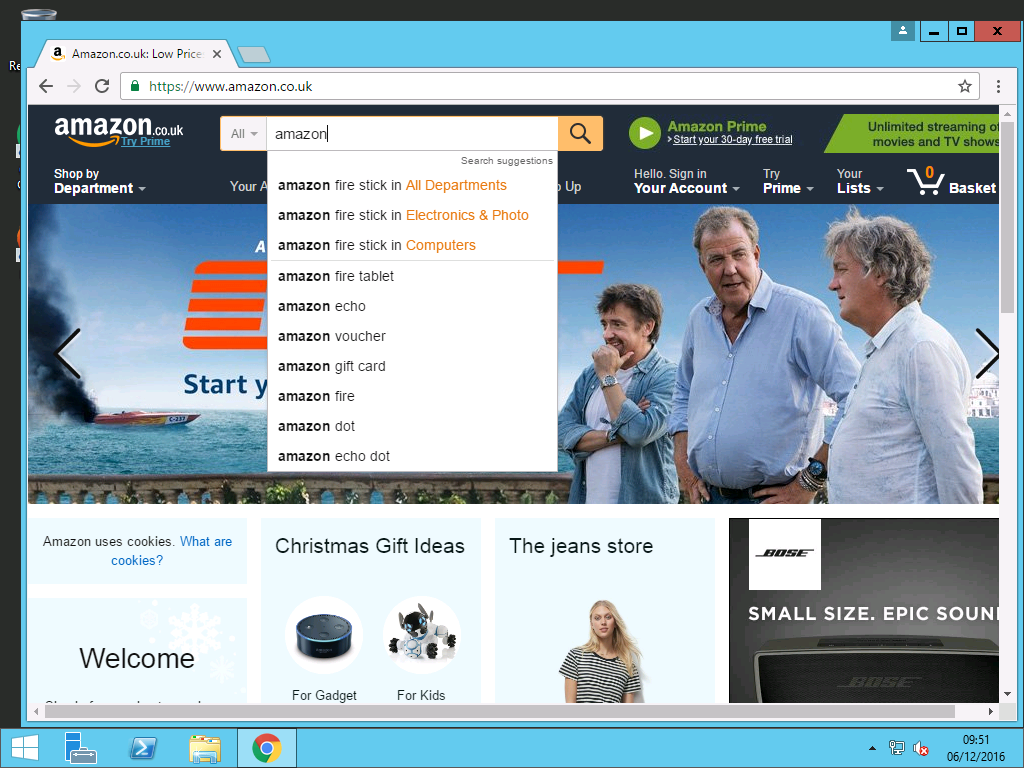 Re
Amazon.co.uk: Low Price
https://www.amazon.co.uk
amazon.co.uk
Try Prime
All
amazon
Amazon Prime
Start your 30-day free trial
Unlimited streaming of
movies and TV shows
Search suggestions
Shop by
Department
Your A
Up
Hello. Sign in
Your Account
Try
Prime
Your
Lists
0
Basket
amazon fire stick in All Departments
amazon fire stick in Electronics & Photo
amazon fire stick in Computers
amazon fire tablet
amazon echo
amazon voucher
amazon gift card
amazon fire
amazon dot
amazon echo dot
A
Start y
Amazon uses cookies. What are
cookies?
Welcome
Christmas Gift Ideas
For Gadget
For Kids
The jeans store
BOSE
SMALL SIZE. EPIC SOUN
BOSE
09:51
06/12/2016